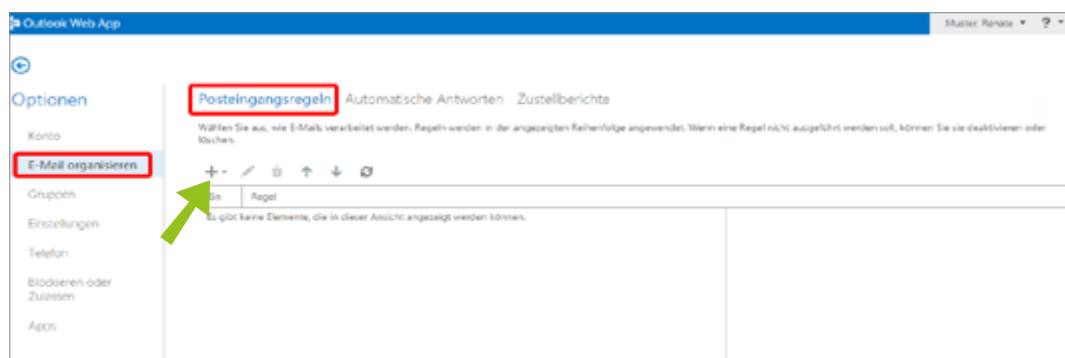 Outlook Web App
Muster, Renate ?
Optionen
Konto
E-Mail organisieren
Gruppen
Einstellungen
Telefon
Blockieren oder
Zulassen
Apps
Posteingangsregeln Automatische Antworten Zustellberichte
Wählen Sie aus, wie E-Mails verarbeitet werden. Regeln werden in der angezeigten Reihenfolge angewendet. Wenn eine Regel nicht ausgeführt werden soll, können Sie sie deaktivieren oder
löschen.
Regel
Es gibt keine Elemente, die in dieser Ansicht angezeigt werden können.